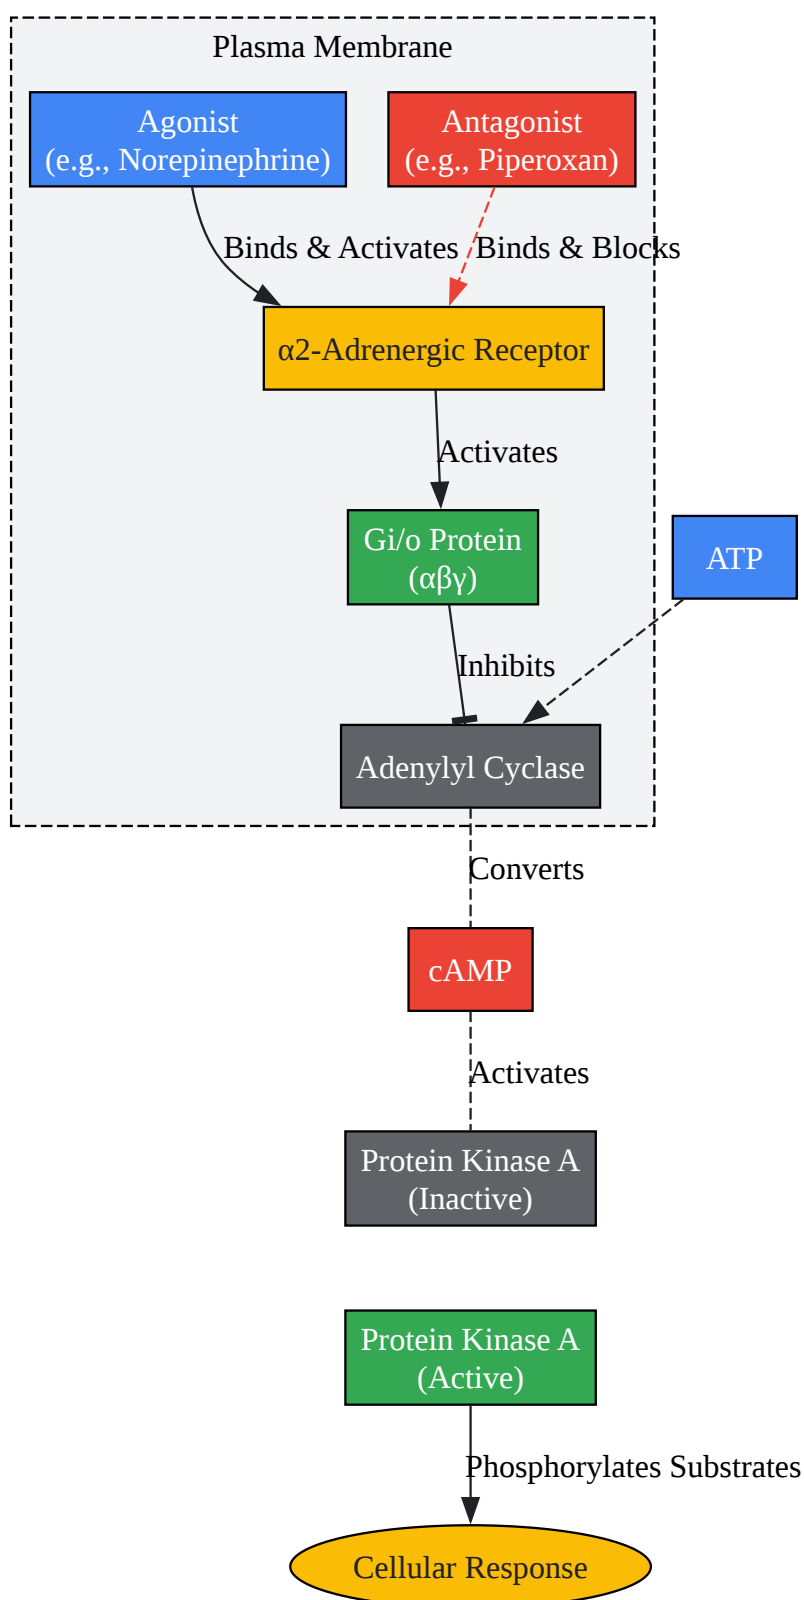 Plasma Membrane
Agonist
(e.g., Norepinephrine)
Antagonist
(e.g., Piperoxan)
Binds & Activates
Binds & Blocks
α2-Adrenergic Receptor
Activates
Gi/o Protein
(αβγ)
ATP
Inhibits
Adenylyl Cyclase
Converts
cAMP
Activates
Protein Kinase A
(Inactive)
Protein Kinase A
(Active)
Phosphorylates Substrates
Cellular Response